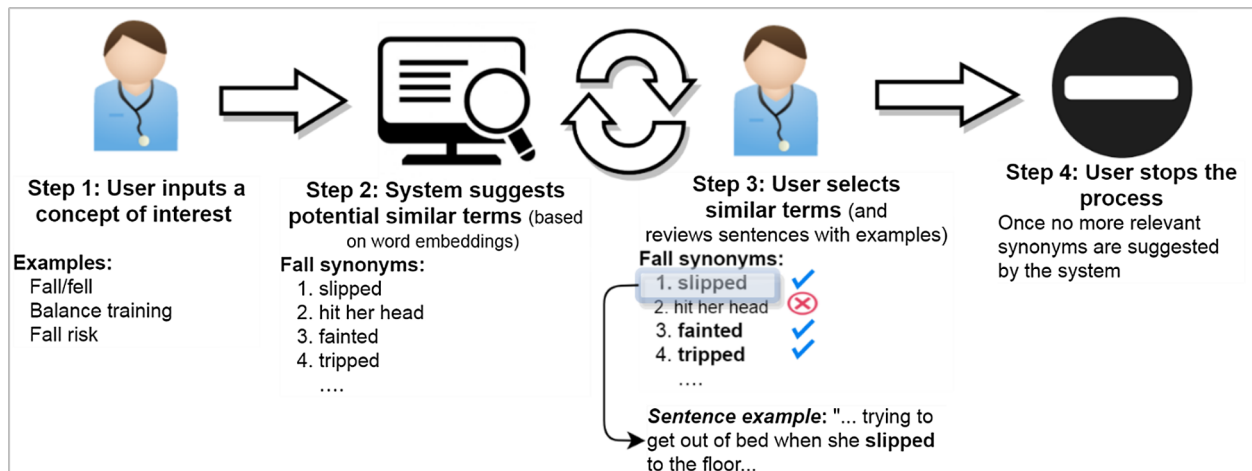 Step 1: User inputs a
concept of interest
Examples:
Fall/fell
Balance training
Fall risk
Step 2: System suggests
potential similar terms (based
on word embeddings)
Fall synonyms:
1. slipped
2. hit her head
3. fainted
4. tripped
....
Step 3: User selects
similar terms (and
reviews sentences with examples)
Fall synonyms:
1. slipped
2. hit her head
3. fainted
4. tripped
....
Sentence example: "... trying to
get out of bed when she slipped
to the floor...
Step 4: User stops the
process
Once no more relevant
synonyms are suggested
by the system